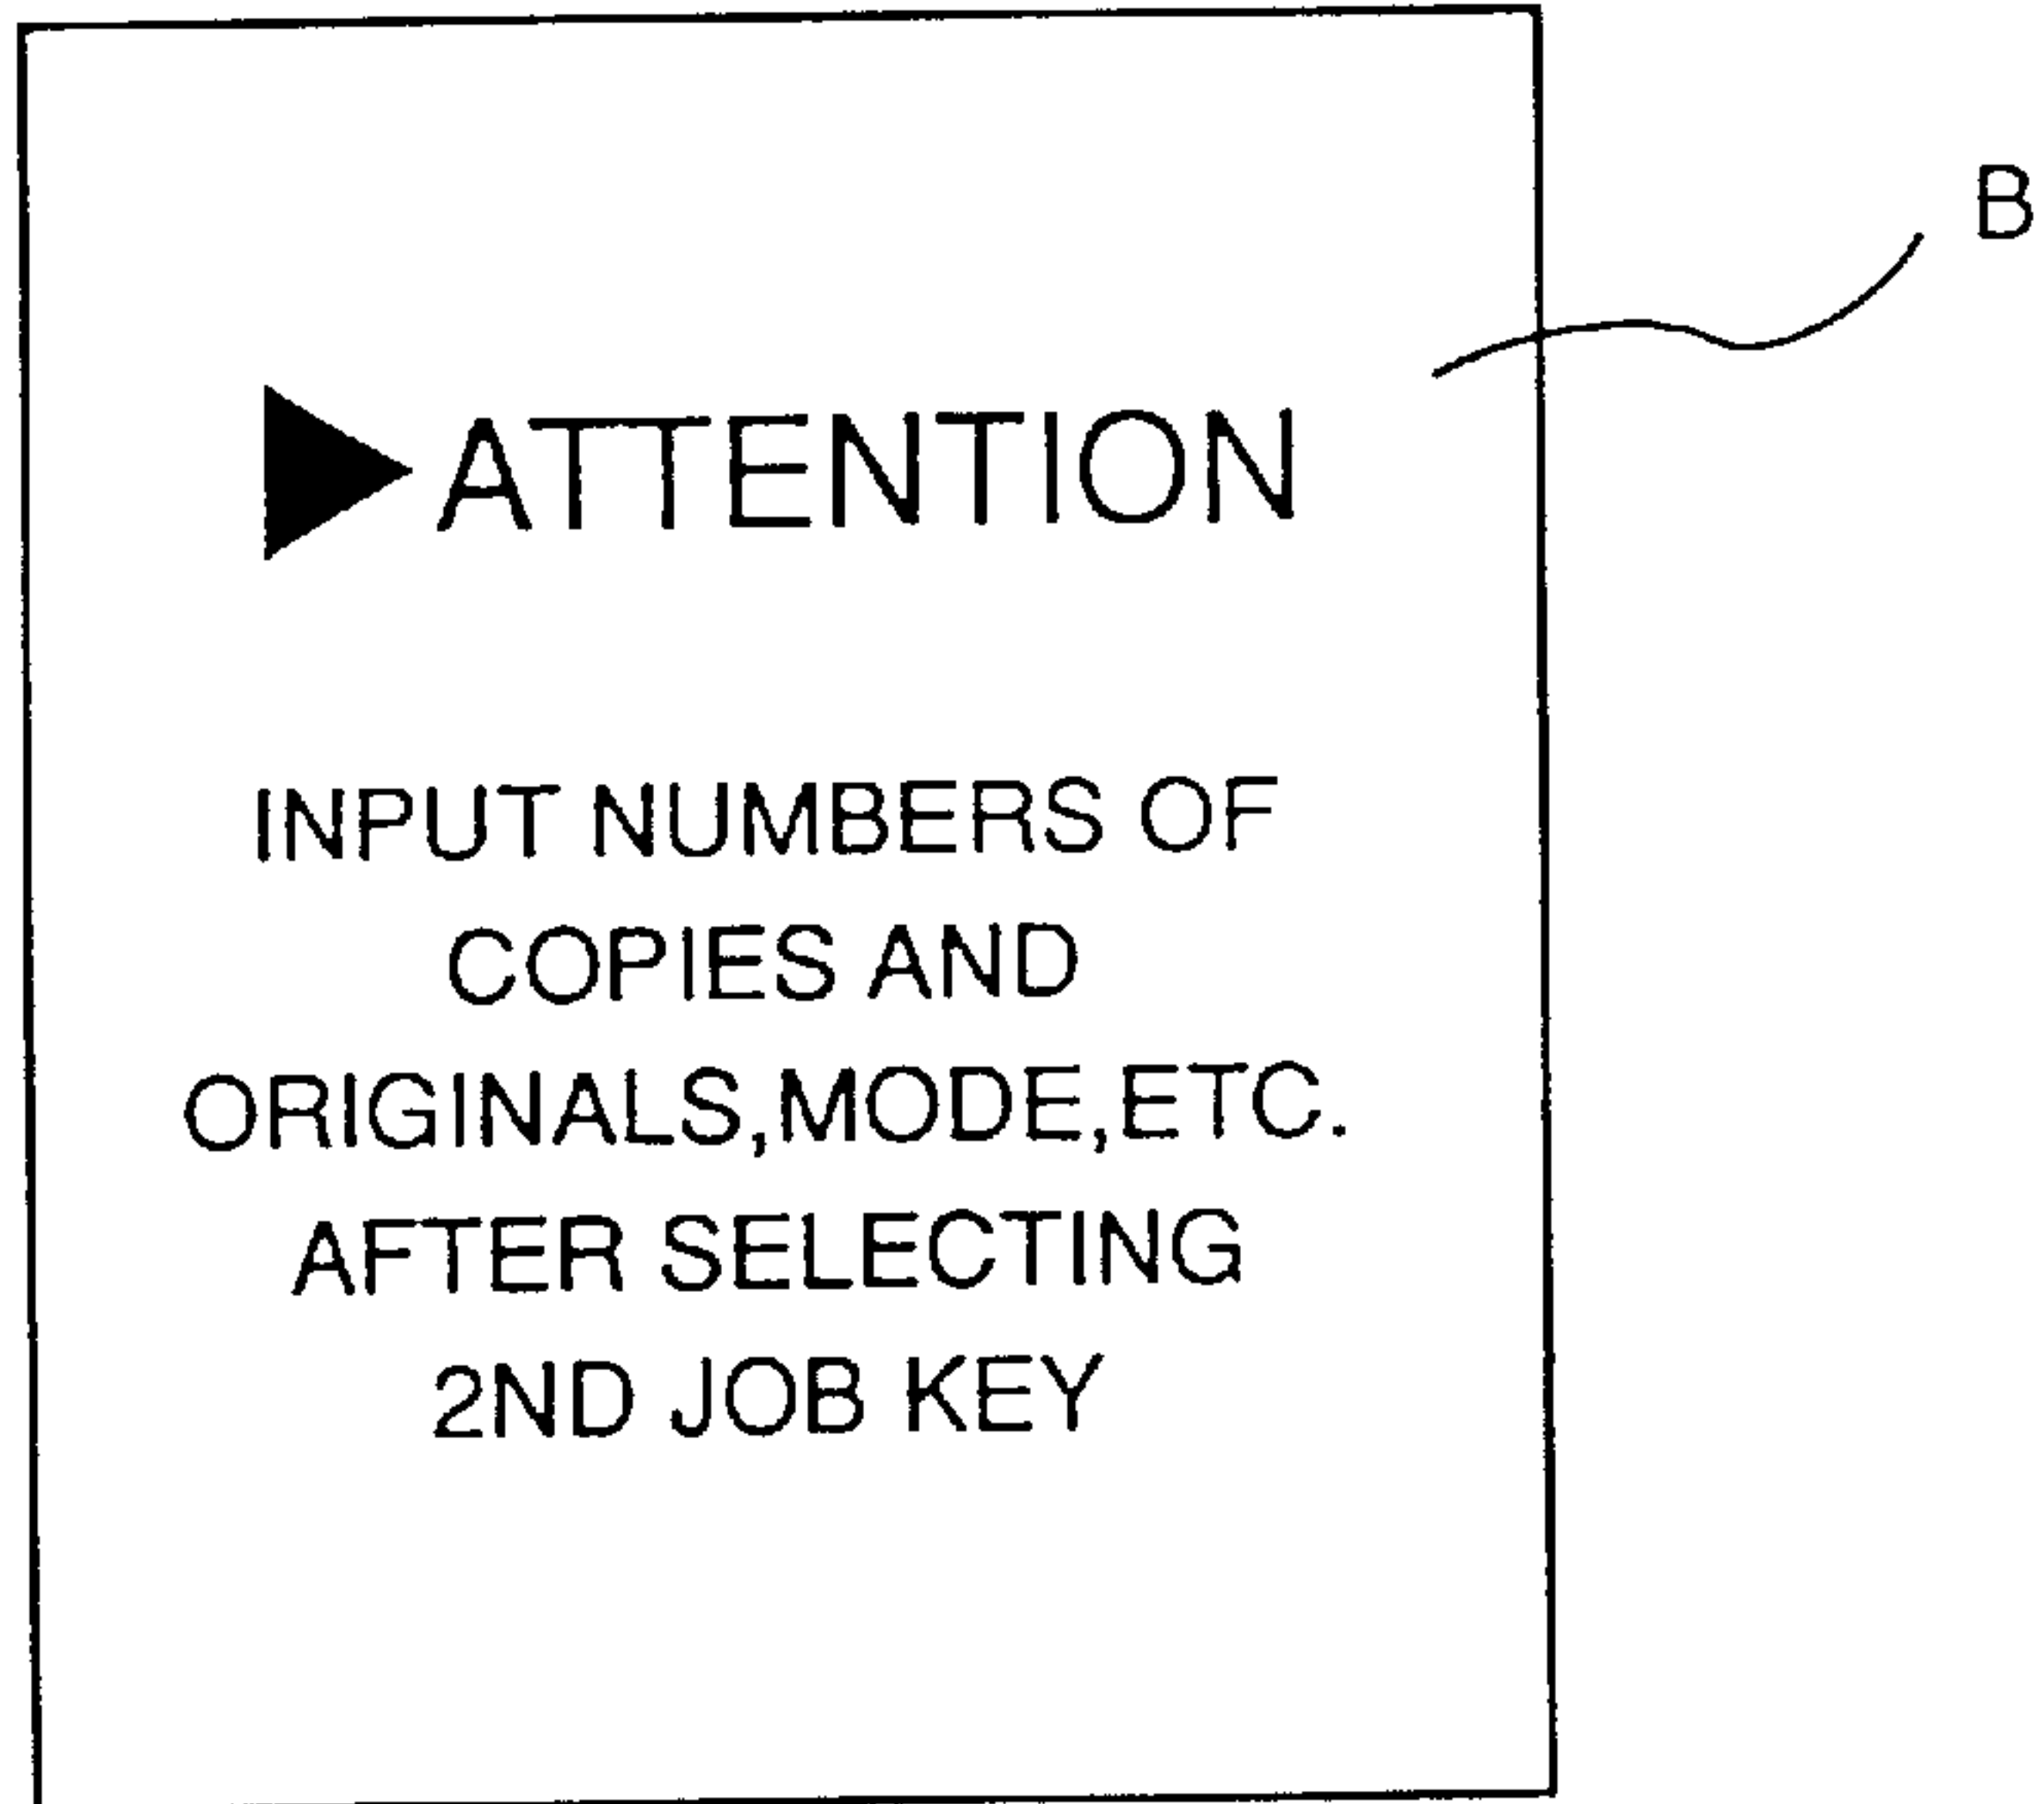 B
▶ATTENTION
INPUT NUMBERS OF
COPIES AND
ORIGINALS,MODE,ETC.
AFTER SELECTING
2ND JOB KEY